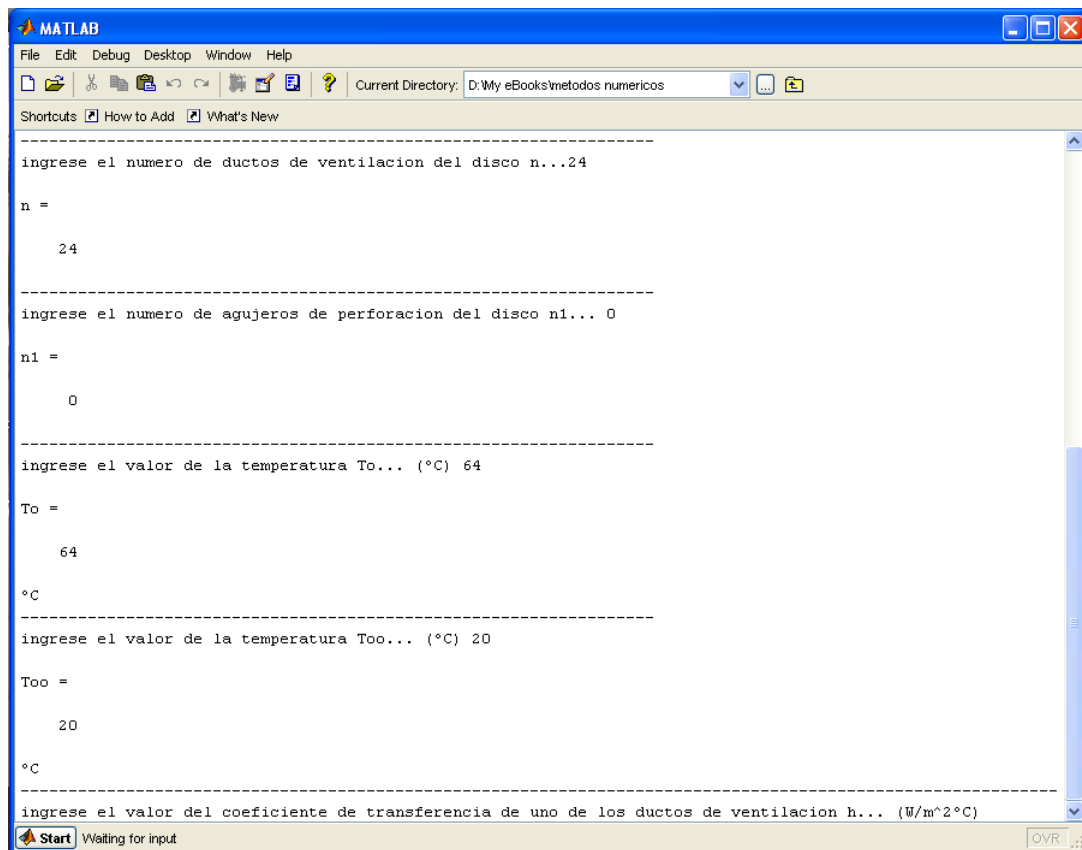 MATLAB
File Edit Debug Desktop Window Help
Current Directory: D:\My eBooks\metodos numericos
Shortcuts How to Add What's New
------------------------------------------------------------------
ingrese el numero de ductos de ventilacion del disco n...24
n =
24
------------------------------------------------------------------
ingrese el numero de agujeros de perforacion del disco n1... 0
n1 =
0
------------------------------------------------------------------
ingrese el valor de la temperatura To... (°C) 64
To =
64
°C
------------------------------------------------------------------
ingrese el valor de la temperatura Too... (°C) 20
Too =
20
°C
------------------------------------------------------------------------------------------------------------
ingrese el valor del coeficiente de transferencia de uno de los ductos de ventilacion h... (W/m^2°C)
Start Waiting for input OVR